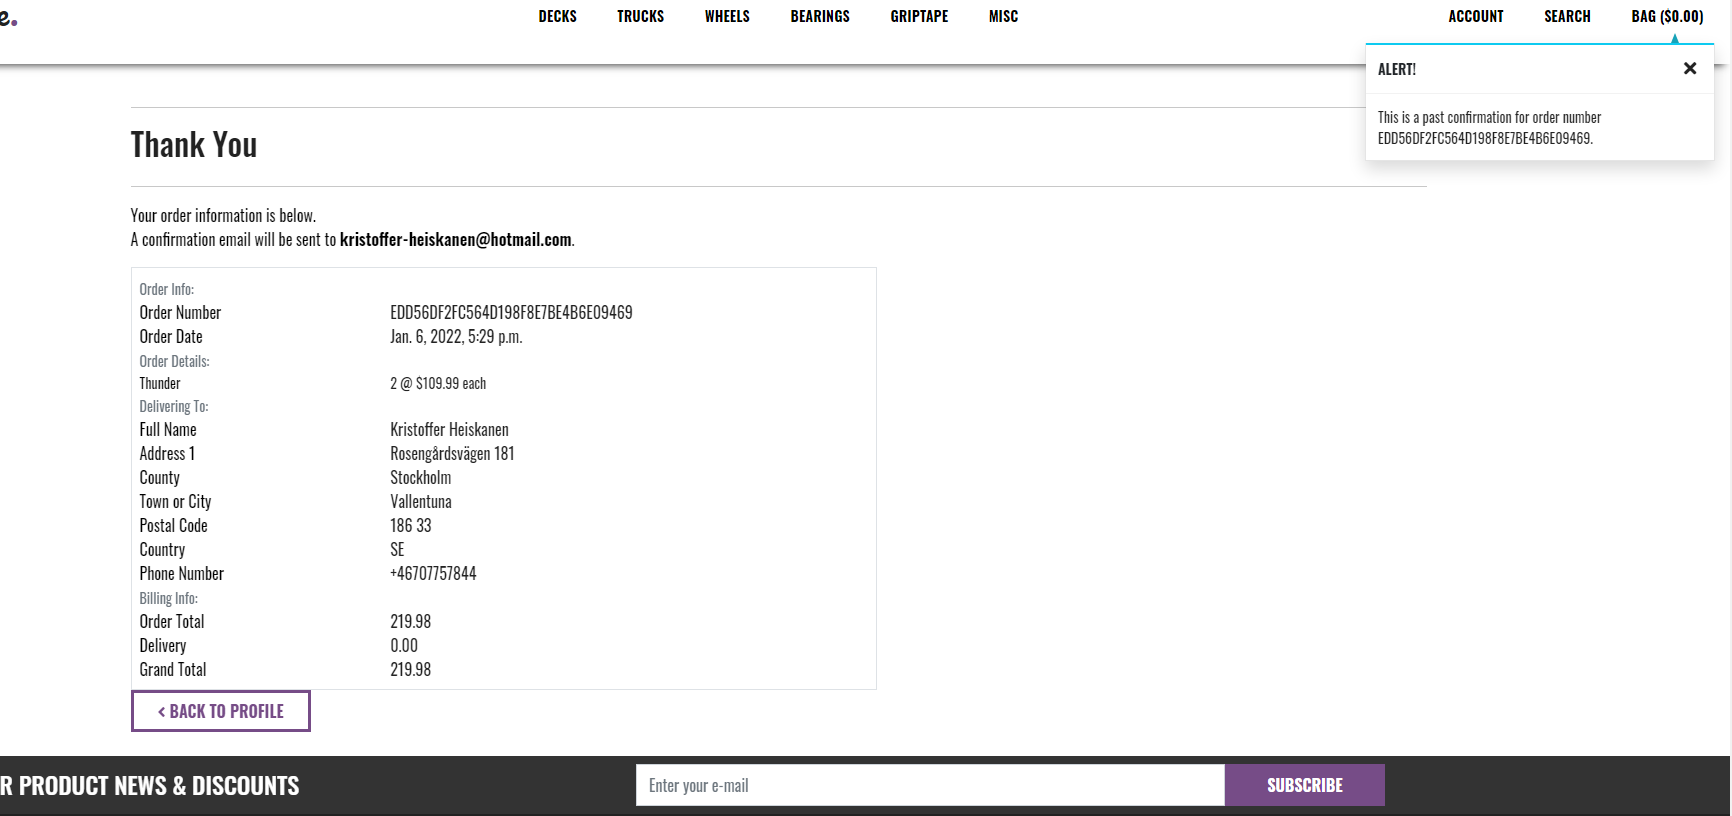 e.
DECKS TRUCKS WHEELS BEARINGS GRIPTAPE MISC ACCOUNT SEARCH BAG ($0.00)
ALERT!
This is a past confirmation for order number
EDD56DF2FC564D198F8E7BE4B6E09469.
Thank You
Your order information is below.
A confirmation email will be sent to kristoffer-heiskanen@hotmail.com.
Order Info:
Order Number EDD56DF2FC564D198F8E7BE4B6E09469
Order Date Jan. 6, 2022, 5:29 p.m.
Order Details:
Thunder 2 @ $109.99 each
Delivering To:
Full Name Kristoffer Heiskanen
Address 1 Rosengårdsvägen 181
County Stockholm
Town or City Vallentuna
Postal Code 186 33
Country SE
Phone Number +46707757844
Billing Info:
Order Total 219.98
Delivery 0.00
Grand Total 219.98
BACK TO PROFILE
R PRODUCT NEWS & DISCOUNTS Enter your e-mail SUBSCRIBE